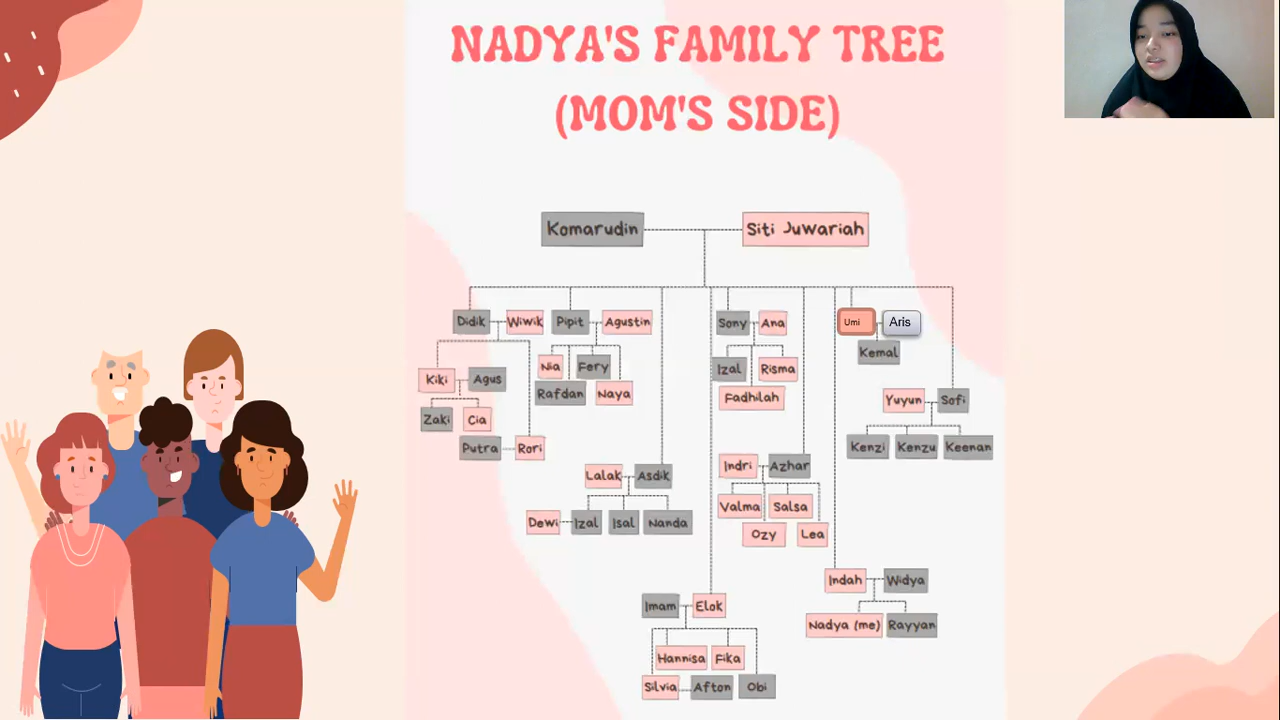 NADYA'S FAMILY TREE
(MOM'S SIDE)
Komarudin Siti Juwariah
Didik Wiwik Pipit Agustin Sony Ana Umi Aris
Kemal
Nia Fery Izal Risma
Kiki Agus Rafdan Naya Fadhilah
Yuyun Sofi
Zaki Cia
Putra Rori Kenzi Kenzu Keenan
Lalak Asdik Indri Azhar
Dewi Izal Isal Nanda Valma Salsa
Ozy Lea
Indah Widya
Imam Elok Nadya (me) Rayyan
Hannisa Fika
Silvia Afton Obi